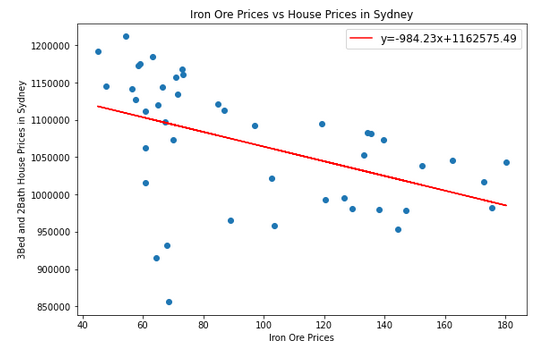 Iron Ore Prices vs House Prices in Sydney
y=-984.23x+1162575.49
3Bed and 2Bath House Prices in Sydney
1200000
1150000
1100000
1050000
1000000
950000
900000
850000
40 60 80 100 120 140 160 180
Iron Ore Prices